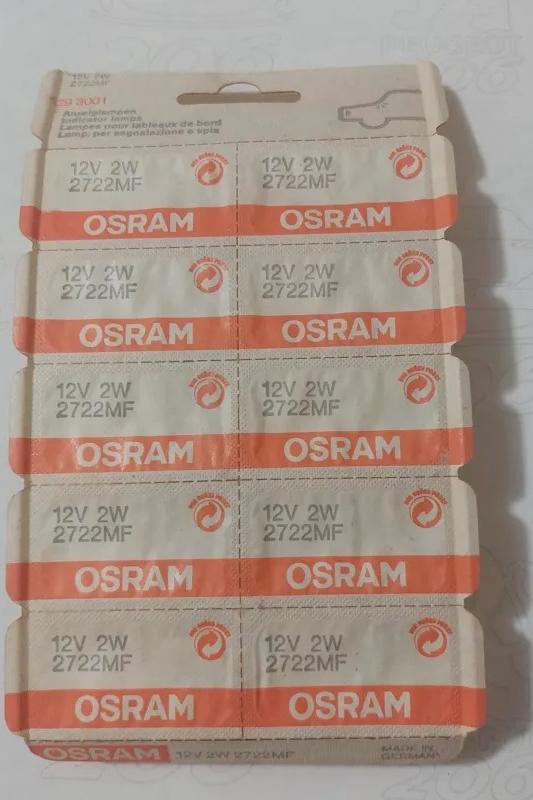 PEUGEOT
206
12V 2W
2722MF
Anzeigelampen
Indicator lamps
Lampes pour tableaux de bord
Lamp. per segnalazione e spia
12V 2W
2722MF
OSRAM
12V 2W
2722MF
OSRAM
12V 2W
2722MF
OSRAM
12V 2W
2722MF
OSRAM
12V 2W
2722MF
OSRAM
12V 2W
2722MF
OSRAM
12V 2W
2722MF
OSRAM
12V 2W
2722MF
OSRAM
12V 2W
2722MF
OSRAM
12V 2W
2722MF
OSRAM
OSRAM 12V 2W 2722MF
MADE IN
GERMANY